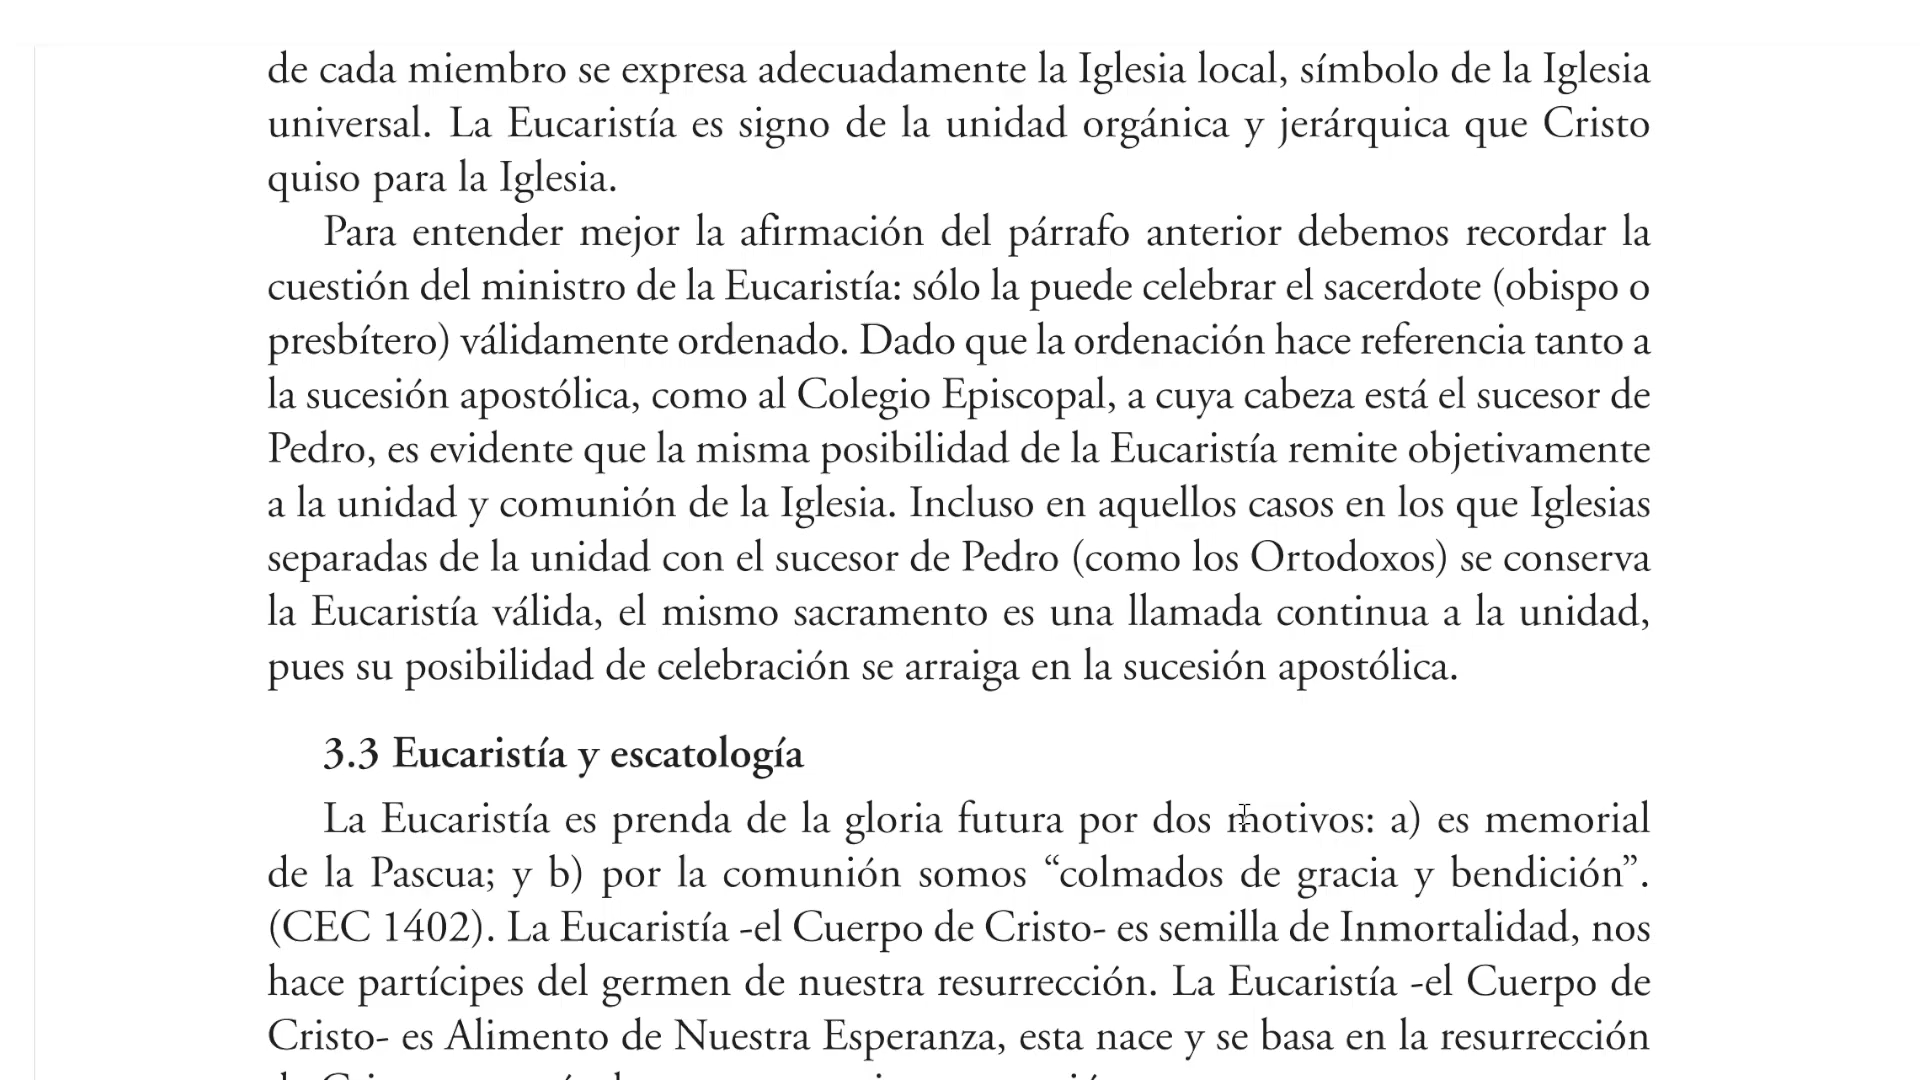 de cada miembro se expresa adecuadamente la Iglesia local, símbolo de la Iglesia
universal. La Eucaristía es signo de la unidad orgánica y jerárquica que Cristo
quiso para la Iglesia.
Para entender mejor la afirmación del párrafo anterior debemos recordar la
cuestión del ministro de la Eucaristía: sólo la puede celebrar el sacerdote (obispo o
presbítero) válidamente ordenado. Dado que la ordenación hace referencia tanto a
la sucesión apostólica, como al Colegio Episcopal, a cuya cabeza está el sucesor de
Pedro, es evidente que la misma posibilidad de la Eucaristía remite objetivamente
a la unidad y comunión de la Iglesia. Incluso en aquellos casos en los que Iglesias
separadas de la unidad con el sucesor de Pedro (como los Ortodoxos) se conserva
la Eucaristía válida, el mismo sacramento es una llamada continua a la unidad,
pues su posibilidad de celebración se arraiga en la sucesión apostólica.
3.3 Eucaristía y escatología
La Eucaristía es prenda de la gloria futura por dos motivos: a) es memorial
de la Pascua; y b) por la comunión somos “colmados de gracia y bendición”.
(CEC 1402). La Eucaristía -el Cuerpo de Cristo- es semilla de Inmortalidad, nos
hace partícipes del germen de nuestra resurrección. La Eucaristía -el Cuerpo de
Cristo- es Alimento de Nuestra Esperanza, esta nace y se basa en la resurrección